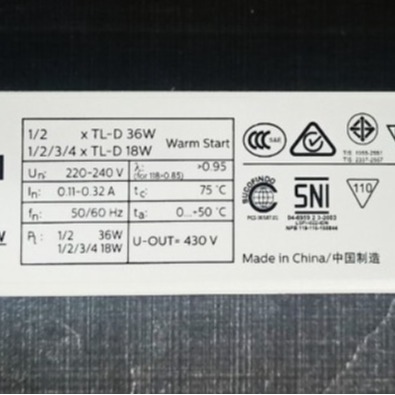 1/2 x TL-D 36W
1/2/3/4 x TL-D 18W
Warm Start
Un: 220-240 V
λ: >0.95
(for 118=0.85)
In: 0.11-0.32 A
tc: 75 °C
fn: 50/60 Hz
ta: 0...-50 °C
PL: 1/2 36W
1/2/3/4 18W
U-OUT= 430 V
CCC
SUCOFINDO
SNI
110
Made in China/中国制造